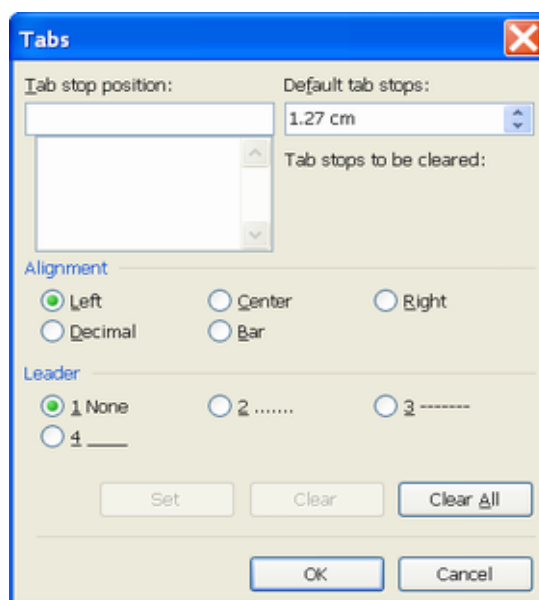 Tabs
Tab stop position: Default tab stops:
1.27 cm
Tab stops to be cleared:
Alignment
Left Center Right
Decimal Bar
Leader
1 None 2 ....... 3 -------
4 ____
Set Clear Clear All
OK Cancel